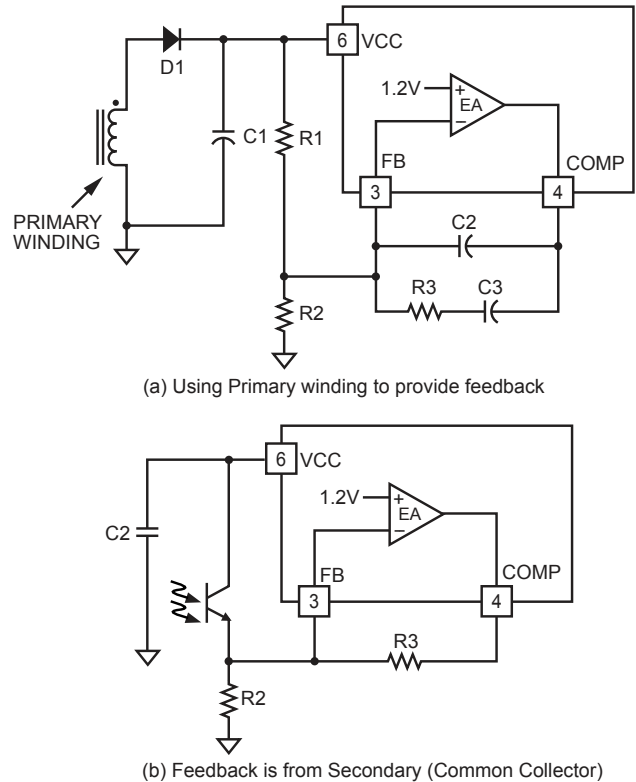 6
VCC
D1
1.2V
+
EA
−
C1
R1
FB
COMP
3
4
PRIMARY
WINDING
C2
R3
C3
R2
(a) Using Primary winding to provide feedback
6
VCC
1.2V
+
EA
−
C2
FB
COMP
3
4
R3
R2
(b) Feedback is from Secondary (Common Collector)